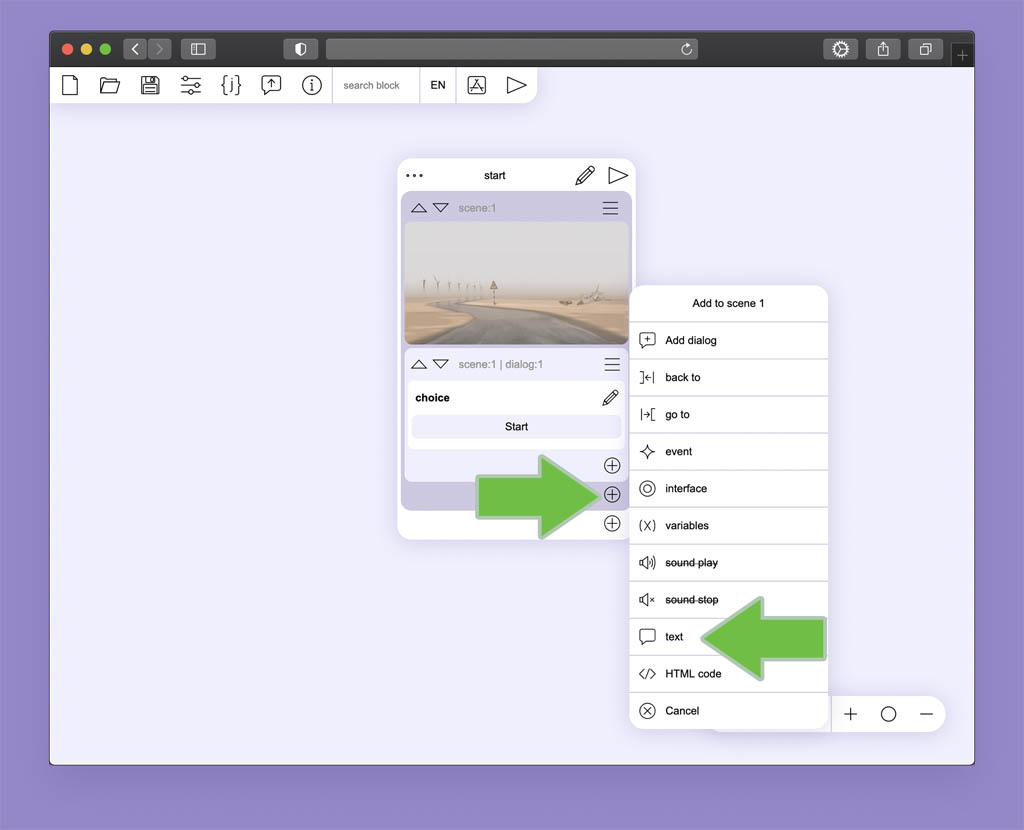 search block
EN
start
scene:1
scene:1 | dialog:1
choice
Start
Add to scene 1
Add dialog
back to
go to
event
interface
(X) variables
sound play
sound stop
text
HTML code
Cancel